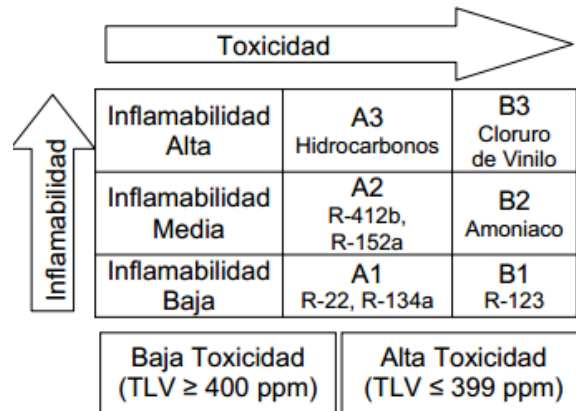 Toxicidad
Inflamabilidad
Inflamabilidad
Alta
A3
Hidrocarbonos
B3
Cloruro
de Vinilo
Inflamabilidad
Media
A2
R-412b,
R-152a
B2
Amoniaco
Inflamabilidad
Baja
A1
R-22, R-134a
B1
R-123
Baja Toxicidad
(TLV ≥ 400 ppm)
Alta Toxicidad
(TLV ≤ 399 ppm)